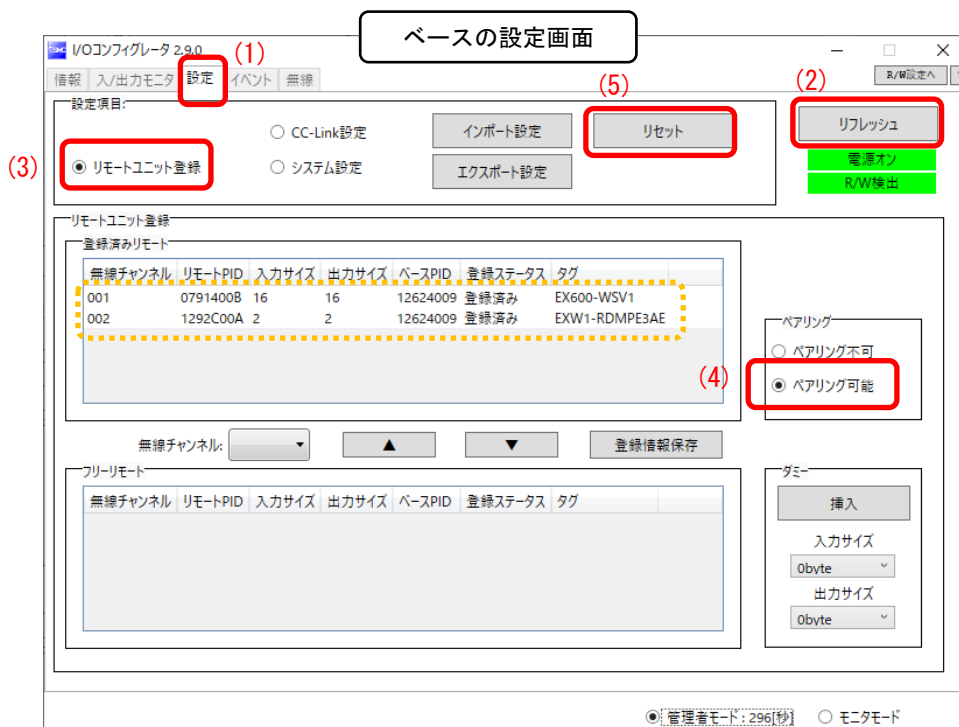 ベースの設定画面
SMC I/Oコンフィグレータ 2.9.0
(1)
情報 入/出力モニタ 設定 イベント 無線
R/W設定へ
(2)
設定項目:
(5)
CC-Link設定 インポート設定 リセット リフレッシュ
(3) リモートユニット登録 システム設定 エクスポート設定
電源オン
R/W検出
リモートユニット登録
登録済みリモート
無線チャンネル リモートPID 入力サイズ 出力サイズ ベースPID 登録ステータス タグ
001 0791400B 16 16 12624009 登録済み EX600-WSV1
002 1292C00A 2 2 12624009 登録済み EXW1-RDMPE3AE
ペアリング
ペアリング不可
(4) ペアリング可能
無線チャンネル: ▲ ▼ 登録情報保存
フリーリモート
無線チャンネル リモートPID 入力サイズ 出力サイズ ベースPID 登録ステータス タグ
ダミー
挿入
入力サイズ
0byte
出力サイズ
0byte
管理者モード : 296[秒] モニタモード